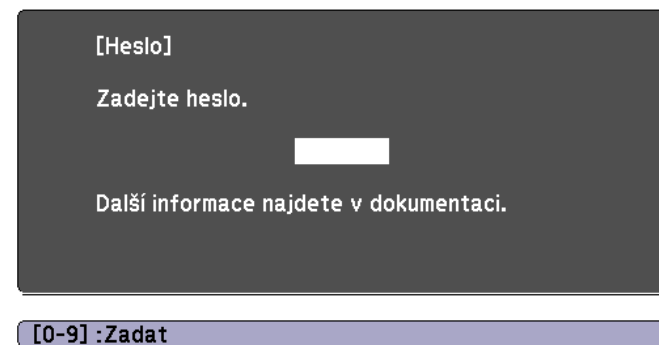 [Heslo]
Zadejte heslo.
Další informace najdete v dokumentaci.
[0-9] :Zadat